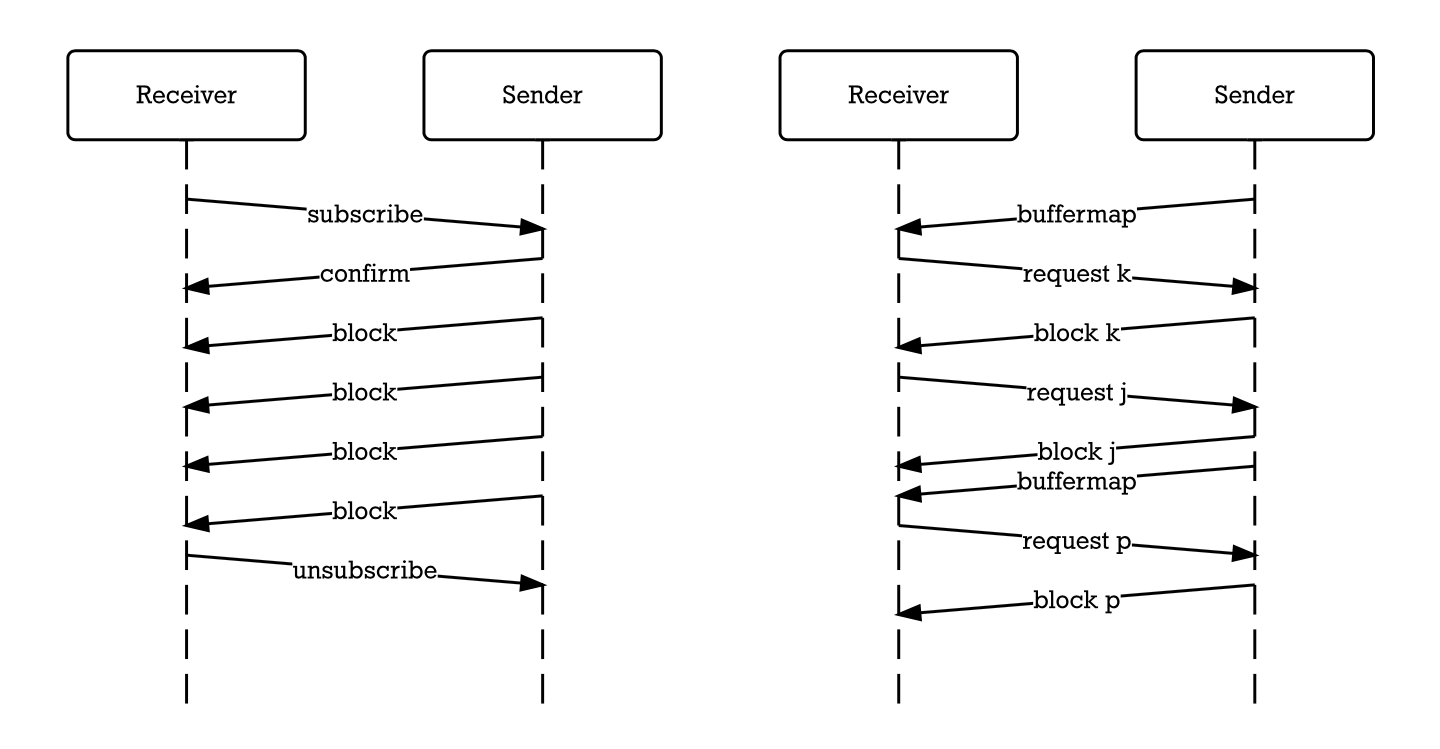 Receiver
Sender
subscribe
confirm
block
block
block
block
unsubscribe
Receiver
Sender
buffermap
request k
block k
request j
block j
buffermap
request p
block p